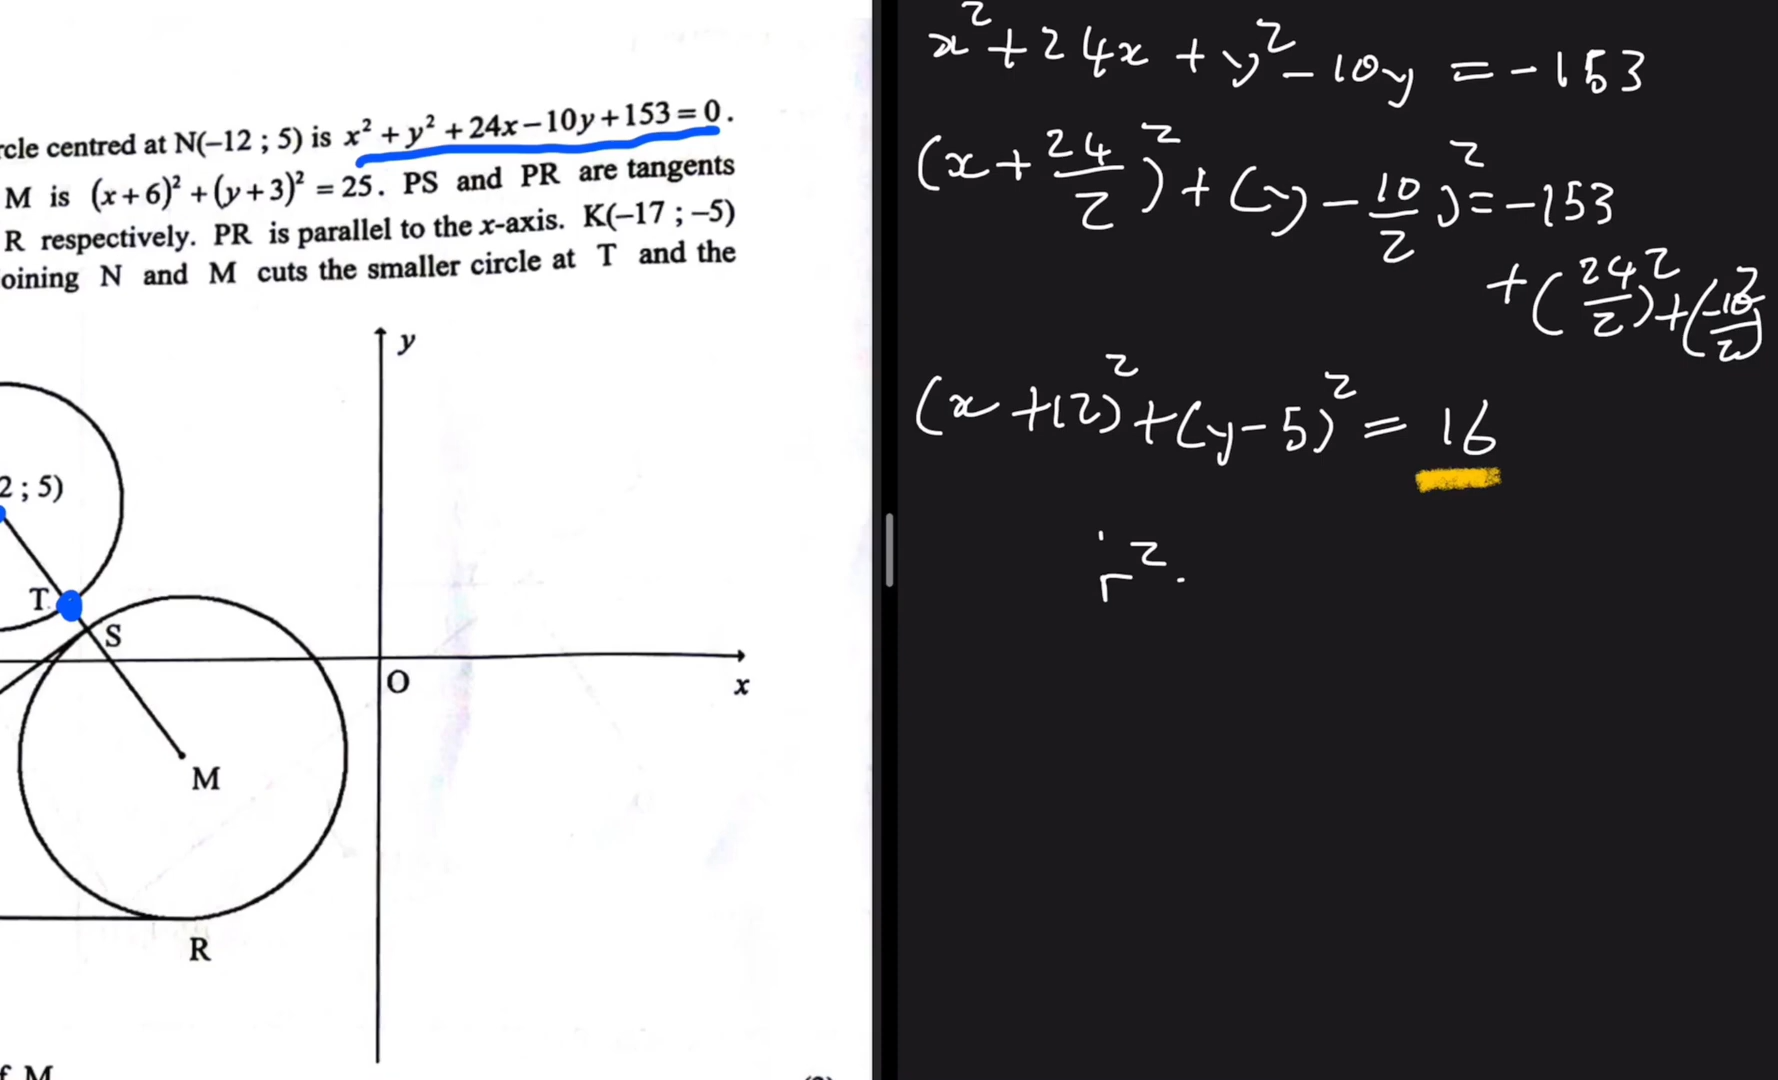 rcle centred at N(−12 ; 5) is x² + y² + 24x − 10y + 153 = 0 .
M is (x+6)² + (y+3)² = 25. PS and PR are tangents
R respectively. PR is parallel to the x-axis. K(−17 ; −5)
oining N and M cuts the smaller circle at T and the
y
2 ; 5)
T
S
O
x
M
R
f M
x² + 24x + y² − 10y = −153
(x + 24/2)² + (y − 10/2)² = −153
+ (24/2)² + (−10/2)²
(x + 12)² + (y − 5)² = 16
r²